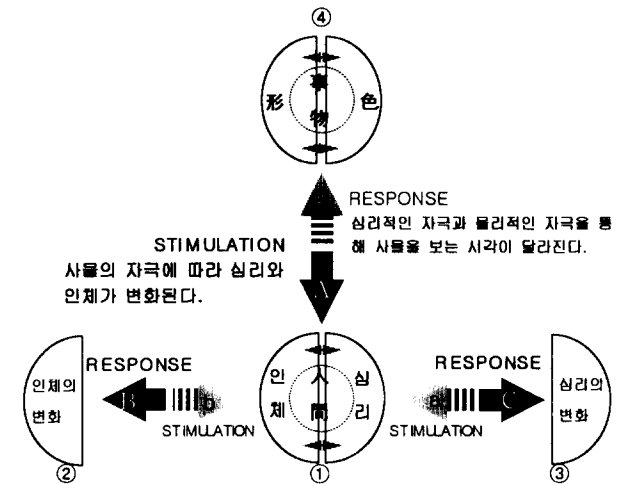 ④
形 事物 色
RESPONSE
심리적인 자극과 물리적인 자극을 통
해 사물을 보는 시각이 달라진다.
STIMULATION
사물의 자극에 따라 심리와
인체가 변화된다.
A
RESPONSE
RESPONSE
인체의
변화
B
b
STIMULATION
인체 人間 심리
STIMULATION
a
C
심리의
변화
②
①
③